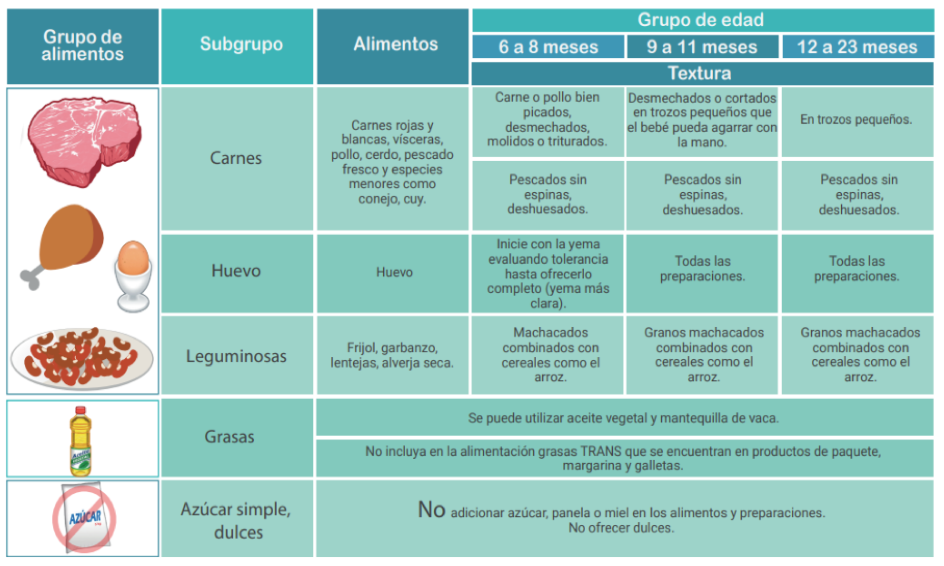 Grupo de
alimentos
Subgrupo
Alimentos
Grupo de edad
6 a 8 meses
9 a 11 meses
12 a 23 meses
Textura
Carnes
Carnes rojas y
blancas, vísceras,
pollo, cerdo, pescado
fresco y especies
menores como
conejo, cuy.
Carne o pollo bien
picados,
desmechados,
molidos o triturados.
Desmechados o cortados
en trozos pequeños que
el bebé pueda agarrar con
la mano.
En trozos pequeños.
Pescados sin
espinas,
deshuesados.
Pescados sin
espinas,
deshuesados.
Pescados sin
espinas,
deshuesados.
Huevo
Huevo
Inicie con la yema
evaluando tolerancia
hasta ofrecerlo
completo (yema más
clara).
Todas las
preparaciones.
Todas las
preparaciones.
Leguminosas
Frijol, garbanzo,
lentejas, alverja seca.
Machacados
combinados con
cereales como el
arroz.
Granos machacados
combinados con
cereales como el
arroz.
Granos machacados
combinados con
cereales como el
arroz.
Aceite
Grasas
Se puede utilizar aceite vegetal y mantequilla de vaca.
No incluya en la alimentación grasas TRANS que se encuentran en productos de paquete,
margarina y galletas.
AZÚCAR
Azúcar simple,
dulces
No adicionar azúcar, panela o miel en los alimentos y preparaciones.
No ofrecer dulces.